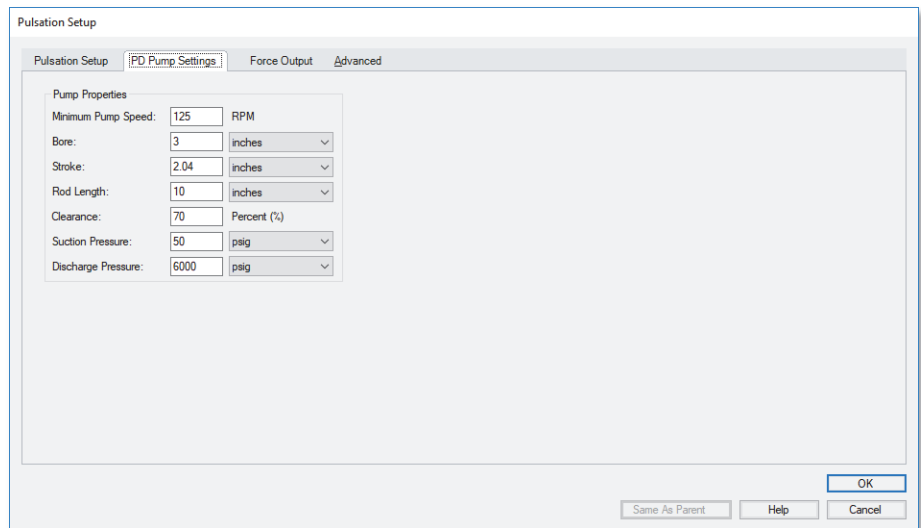 Pulsation Setup
Pulsation Setup PD Pump Settings Force Output Advanced
Pump Properties
Minimum Pump Speed: 125 RPM
Bore: 3 inches
Stroke: 2.04 inches
Rod Length: 10 inches
Clearance: 70 Percent (%)
Suction Pressure: 50 psig
Discharge Pressure: 6000 psig
OK
Same As Parent Help Cancel